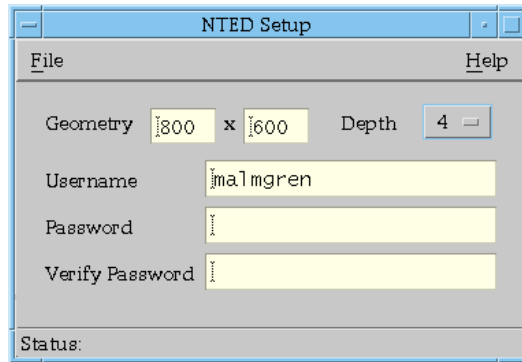 NTED Setup
File Help
Geometry 800 x 600 Depth 4
Username malmgren
Password
Verify Password
Status: